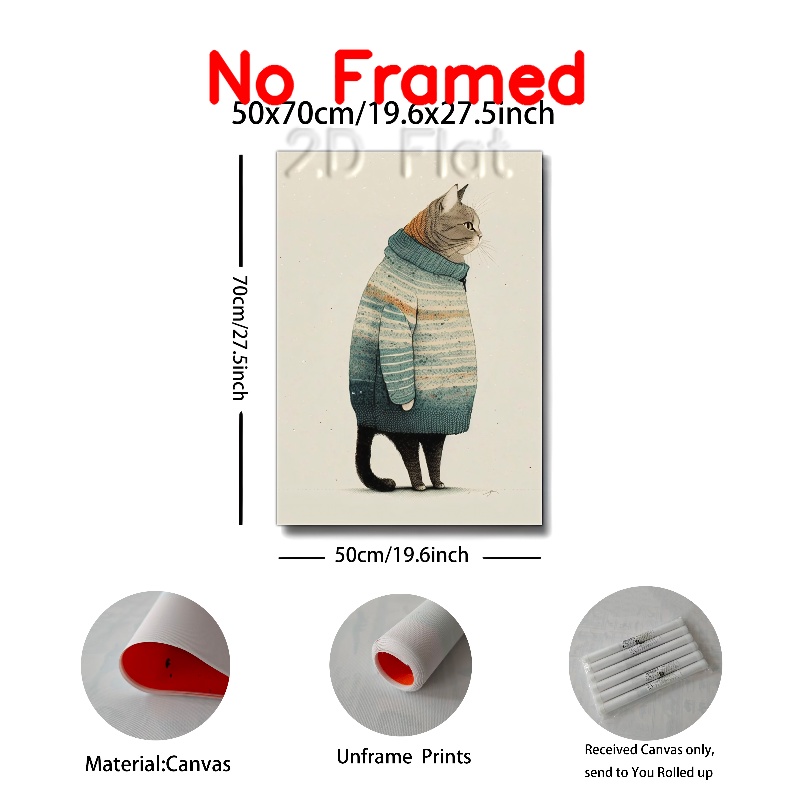 No Framed
50x70cm/19.6x27.5inch
2D Flat
70cm/27.5inch
50cm/19.6inch
Material:Canvas
Unframe Prints
Received Canvas only,
send to You Rolled up